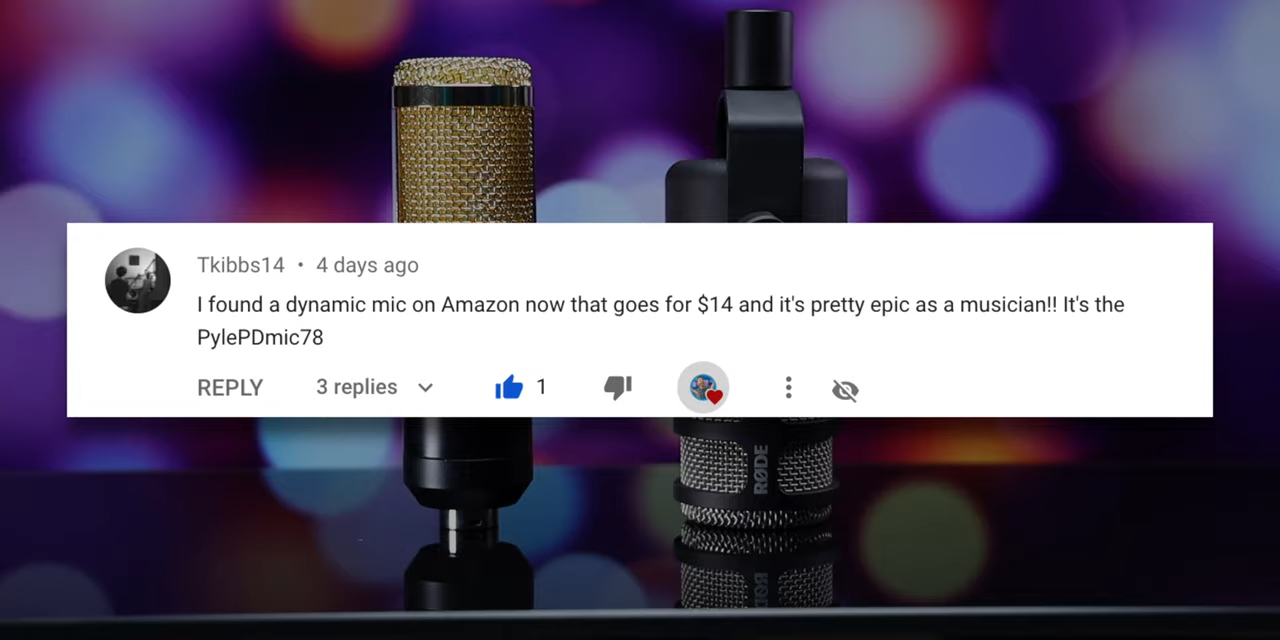 Tkibbs14 • 4 days ago
I found a dynamic mic on Amazon now that goes for $14 and it's pretty epic as a musician!! It's the
PylePDmic78
REPLY 3 replies 1
RØDE